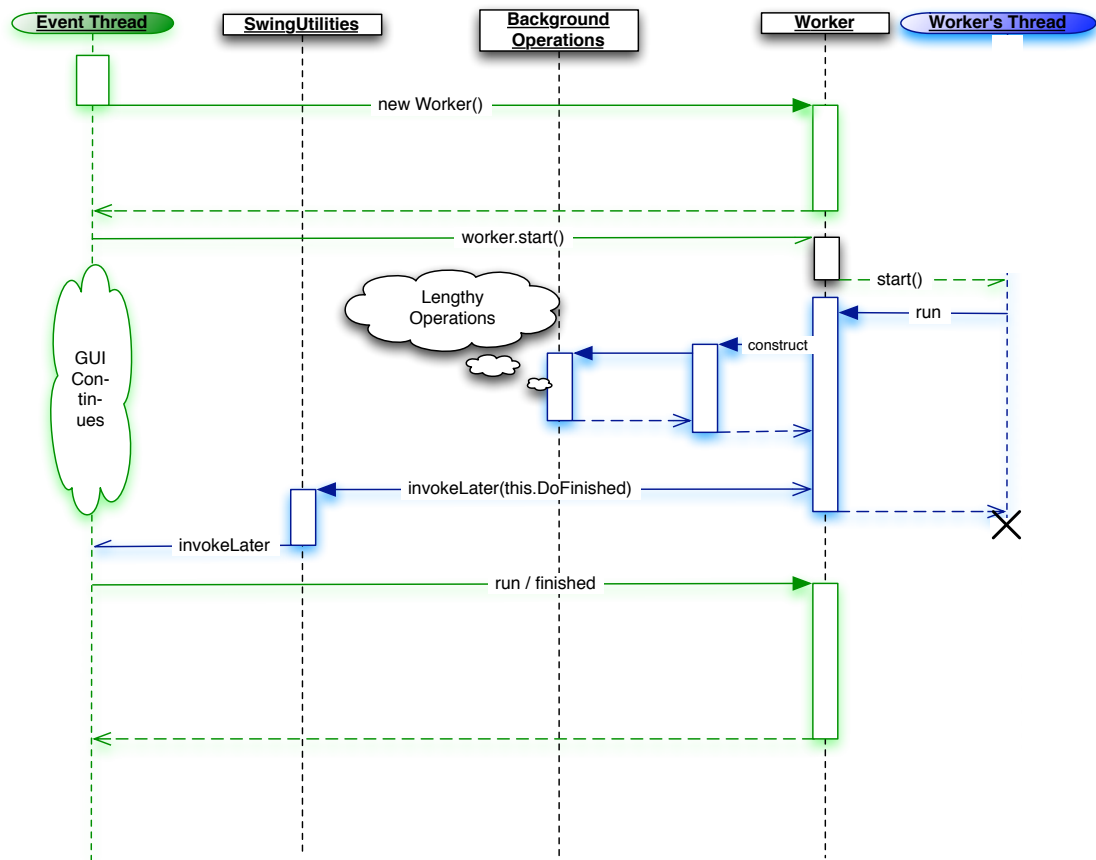 Event Thread
SwingUtilities
Background
Operations
Worker
Worker's Thread
new Worker()
worker.start()
start()
Lengthy
Operations
run
construct
GUI
Con-
tin-
ues
invokeLater(this.DoFinished)
invokeLater
run / finished